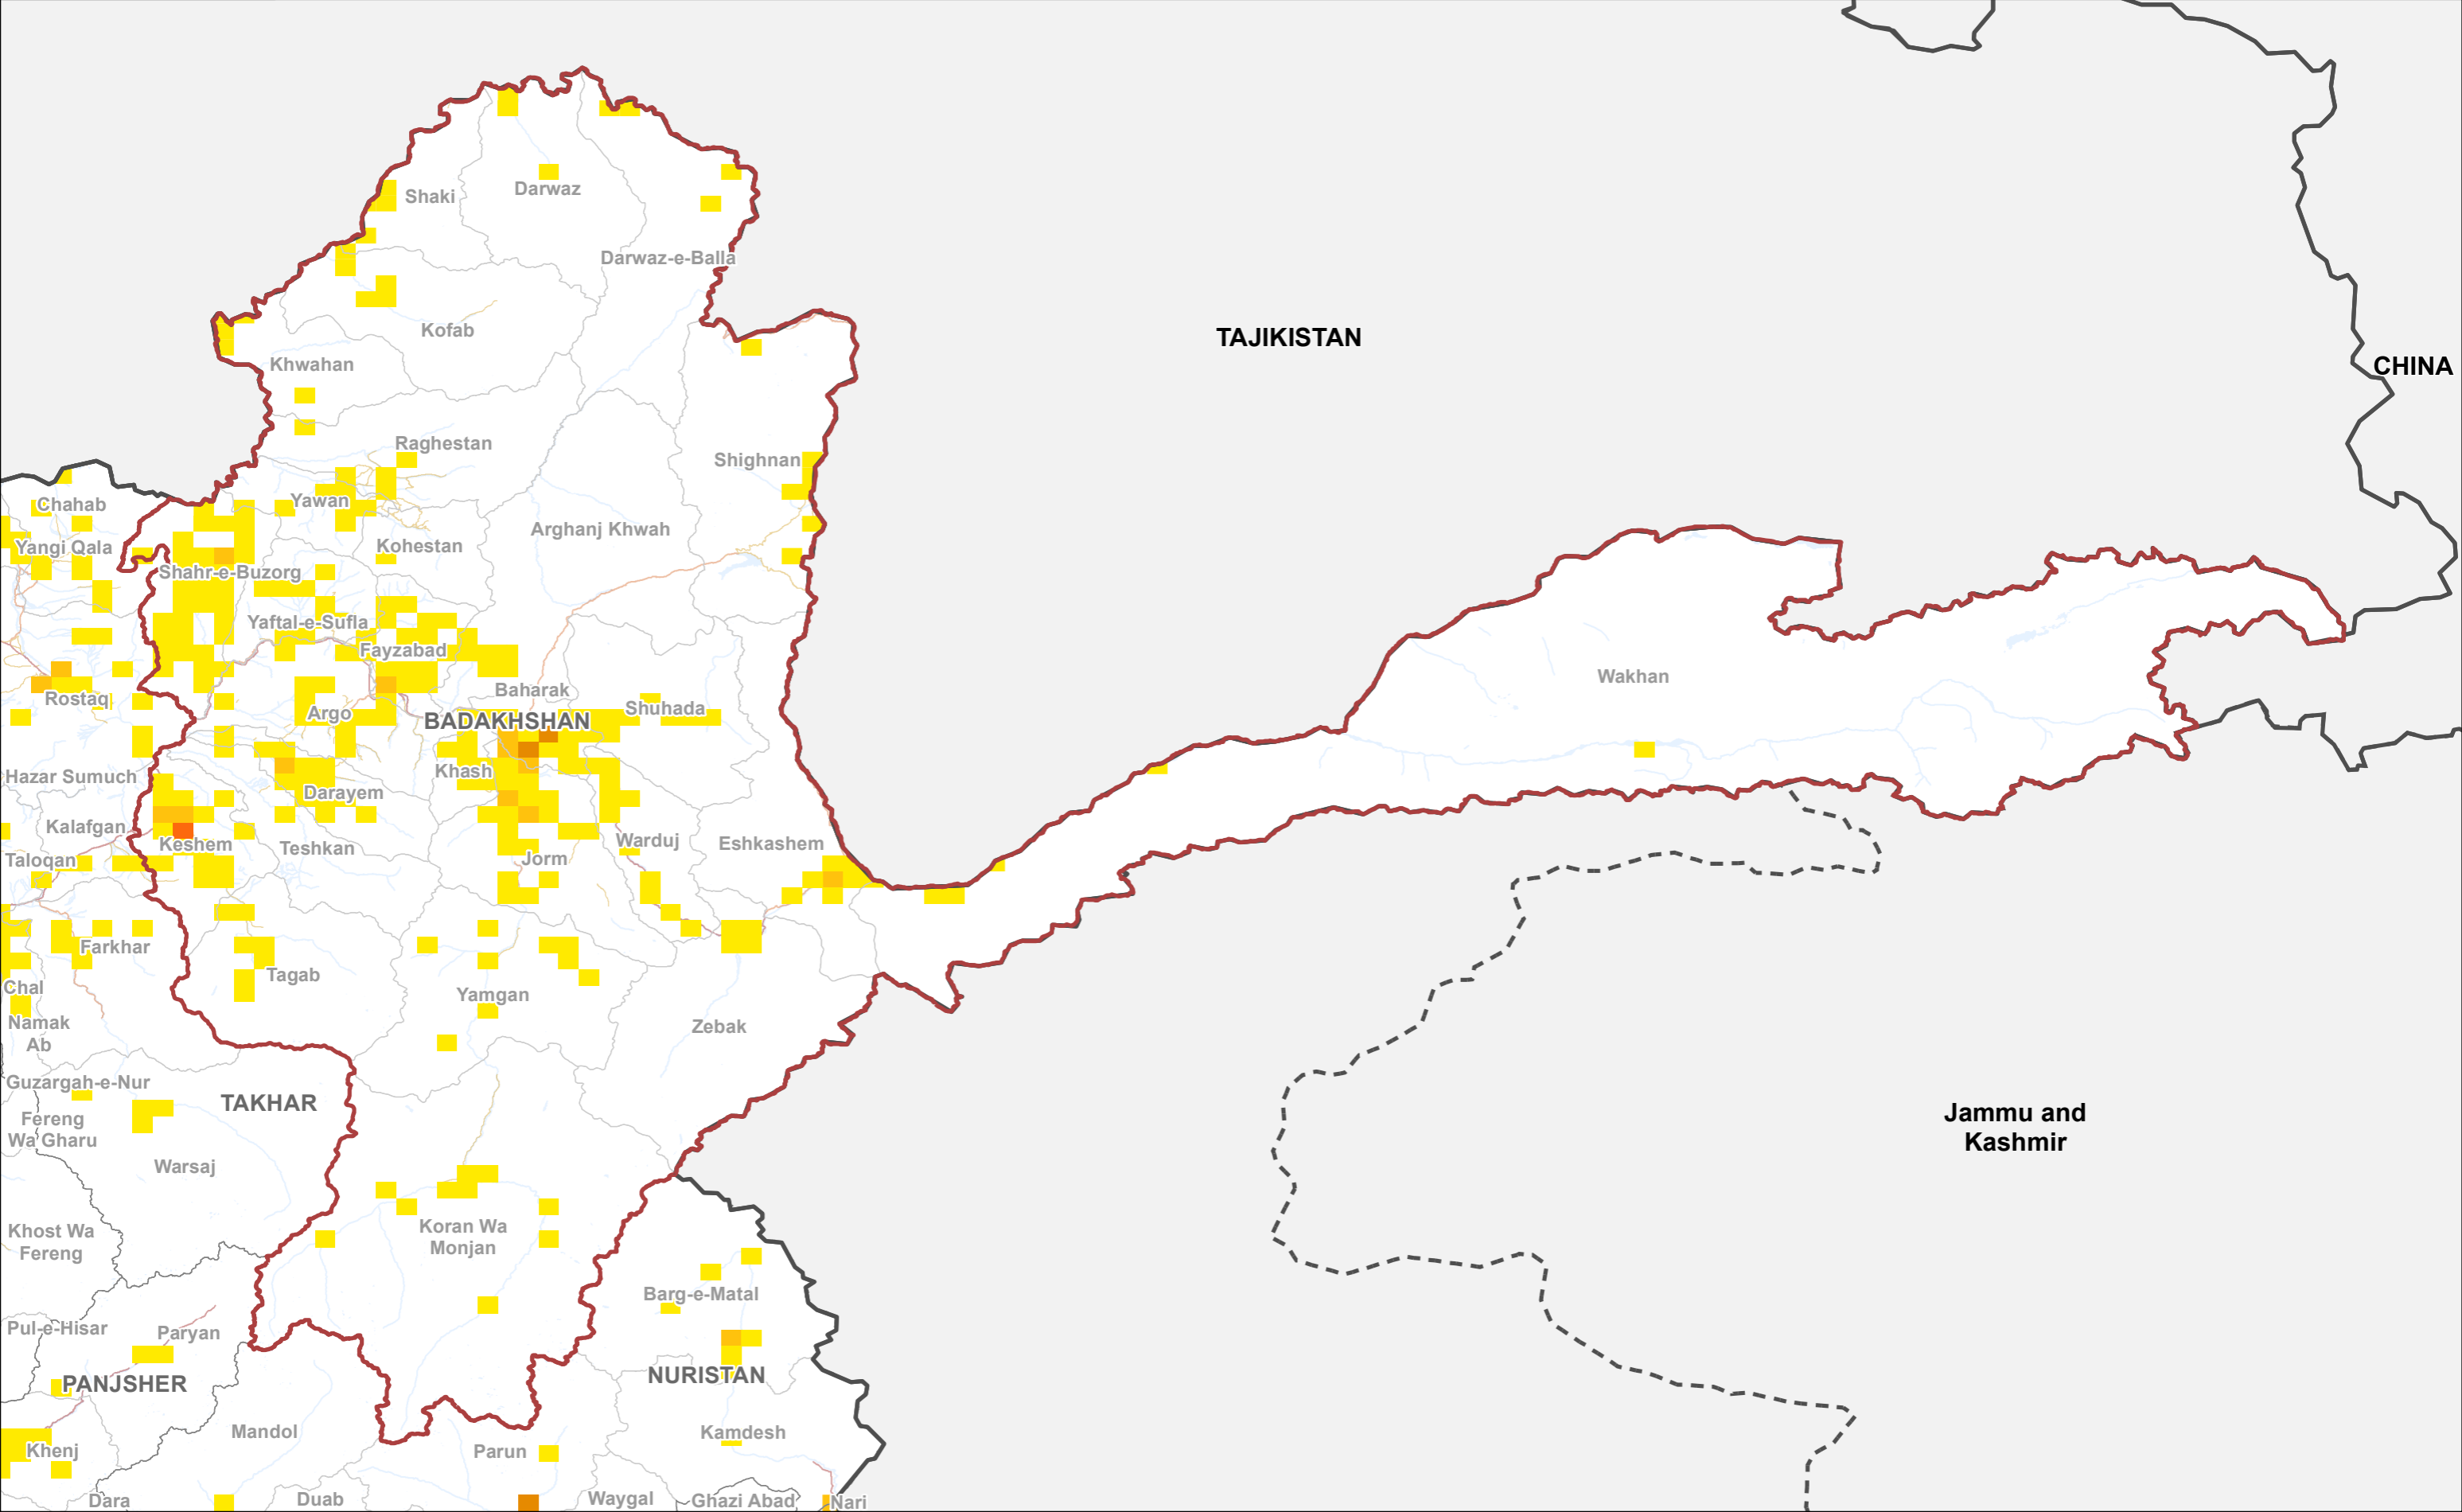 Shaki
Darwaz
Darwaz-e-Balla
TAJIKISTAN
CHINA
Kofab
Khwahan
Raghestan
Shighnan
Chahab
Yawan
Arghanj Khwah
Yangi Qala
Kohestan
Shahr-e-Buzorg
Yaftal-e-Sufla
Fayzabad
Wakhan
Rostaq
Baharak
Shuhada
Argo
BADAKHSHAN
Hazar Sumuch
Khash
Darayem
Kalafgan
Keshem
Teshkan
Warduj
Eshkashem
Taloqan
Jorm
Farkhar
Tagab
Chal
Yamgan
Namak
Ab
Zebak
Guzargah-e-Nur
TAKHAR
Fereng
Wa Gharu
Jammu and
Kashmir
Warsaj
Khost Wa
Fereng
Koran Wa
Monjan
Barg-e-Matal
Pul-e-Hisar
Paryan
PANJSHER
NURISTAN
Mandol
Kamdesh
Khenj
Parun
Dara
Duab
Waygal
Ghazi Abad
Nari